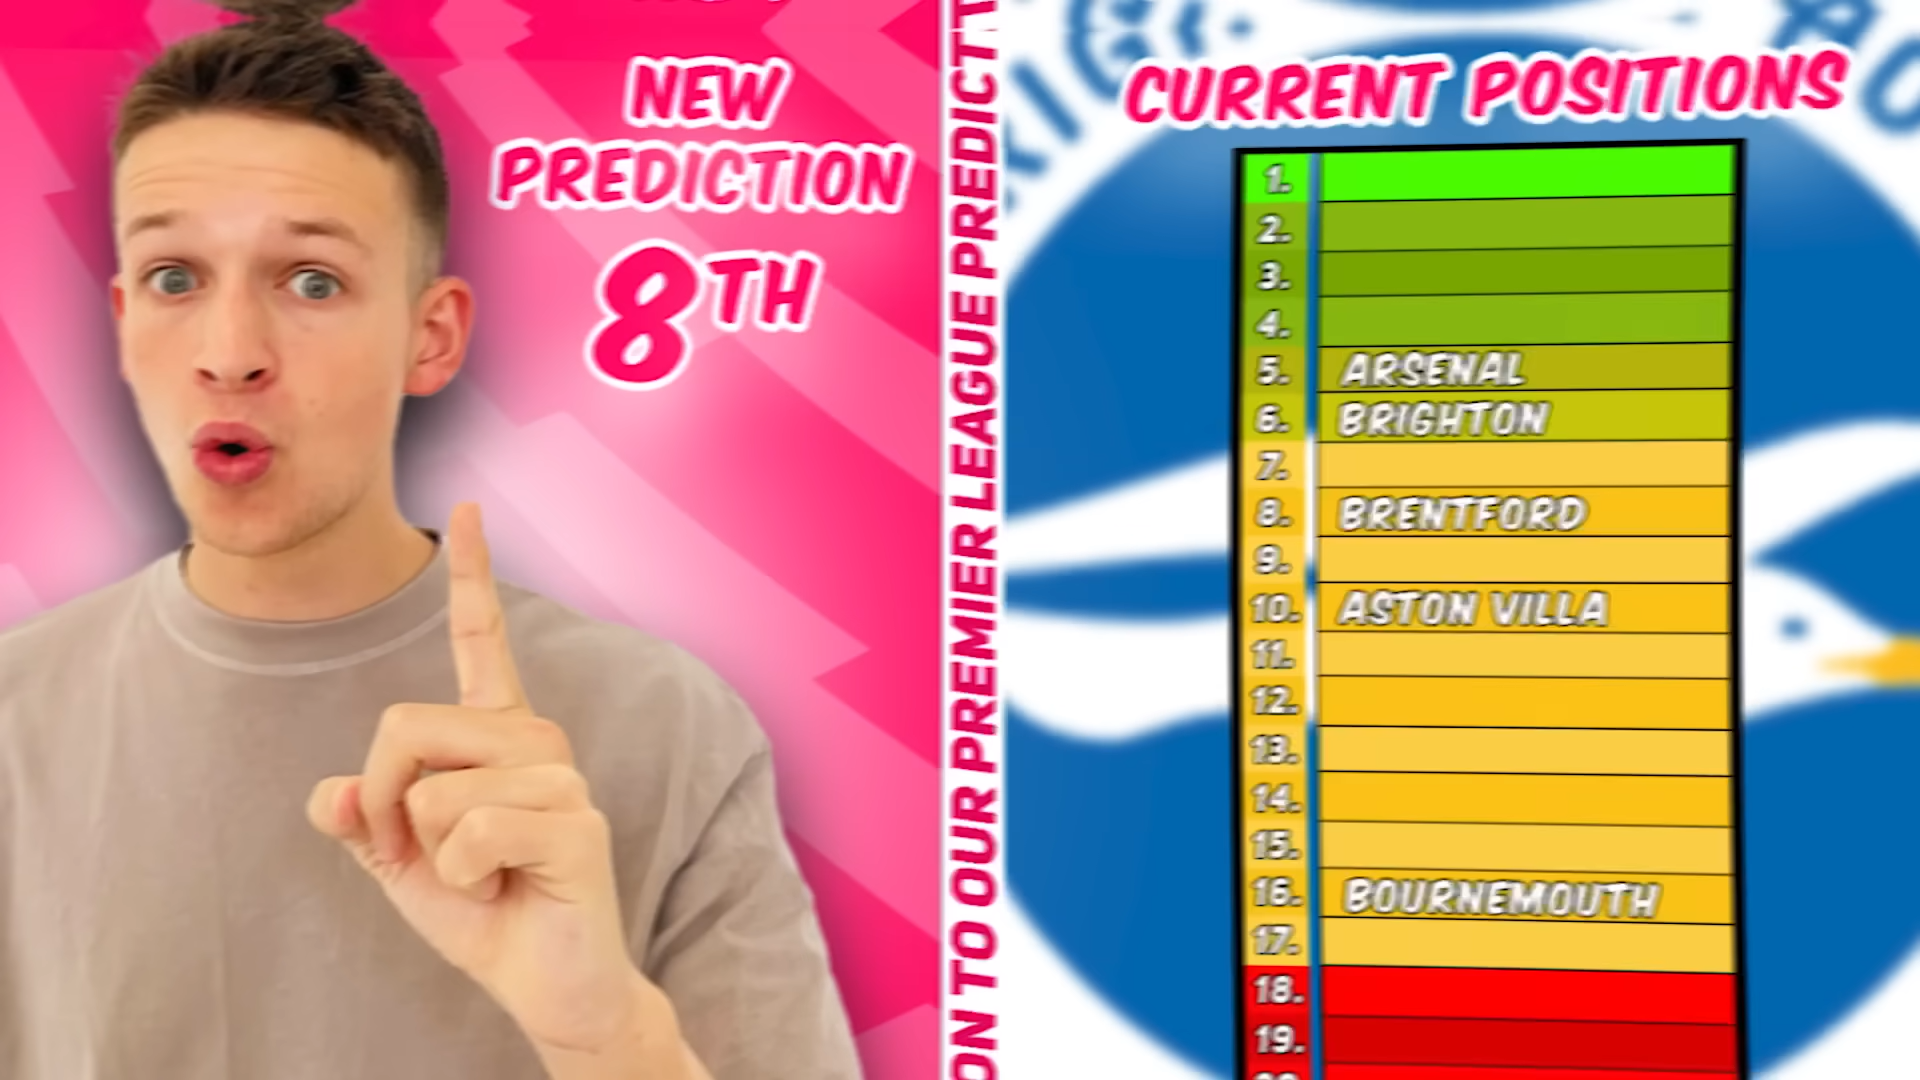 NEW
PREDICTION
8TH
ON TO OUR PREMIER LEAGUE PREDICT
CURRENT POSITIONS
1.
2.
3.
4.
5. ARSENAL
6. BRIGHTON
7.
8. BRENTFORD
9.
10. ASTON VILLA
11.
12.
13.
14.
15.
16. BOURNEMOUTH
17.
18.
19.